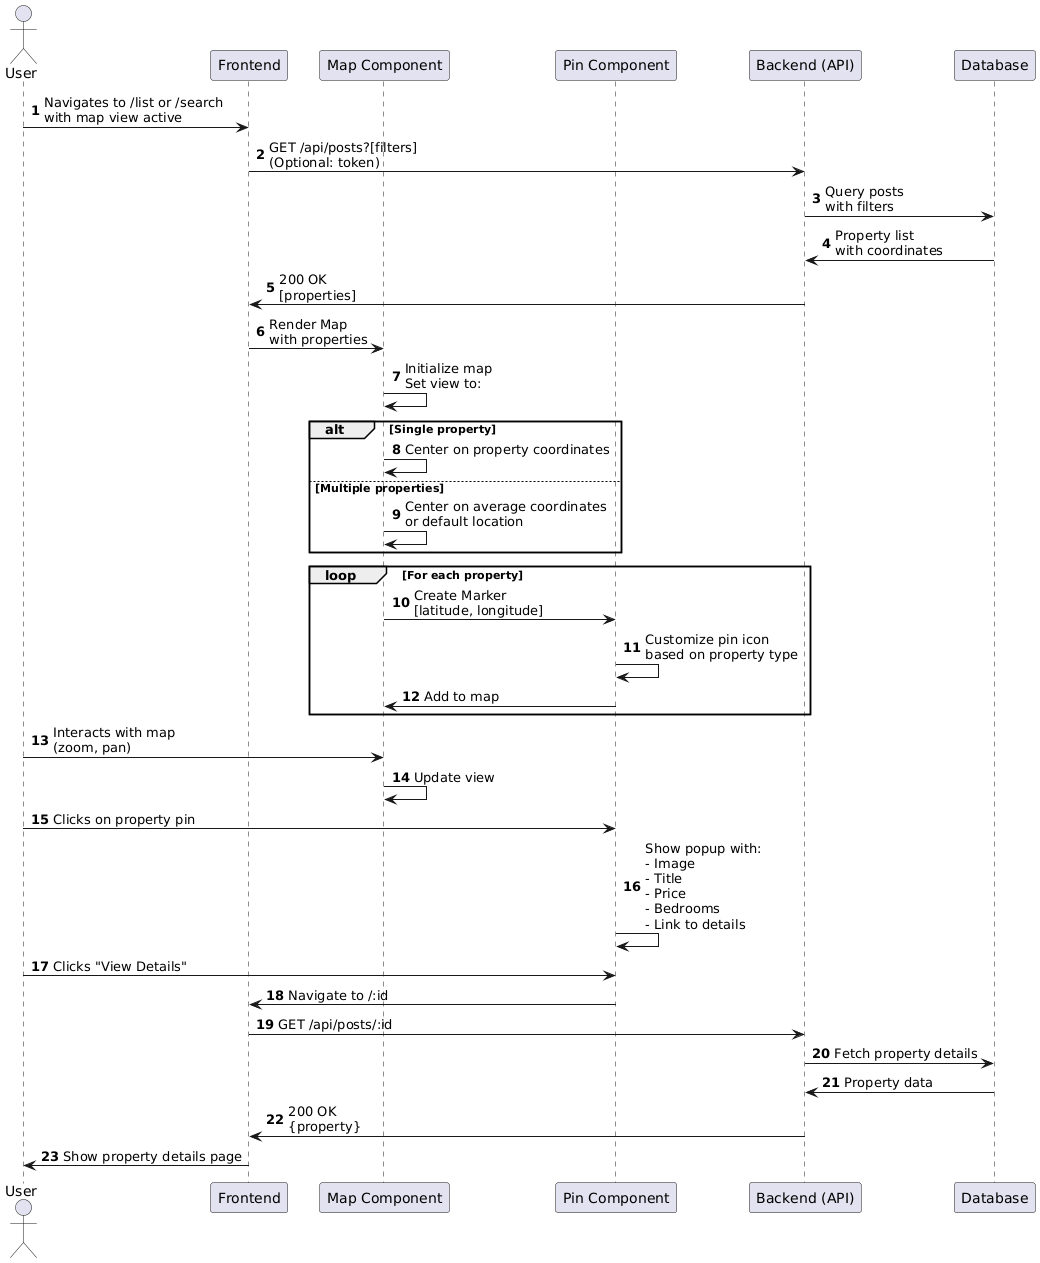 User
Frontend
Map Component
Pin Component
Backend (API)
Database
1 Navigates to /list or /search
with map view active
2 GET /api/posts?[filters]
(Optional: token)
3 Query posts
with filters
4 Property list
with coordinates
5 200 OK
[properties]
6 Render Map
with properties
7 Initialize map
Set view to:
alt [Single property]
8 Center on property coordinates
[Multiple properties]
9 Center on average coordinates
or default location
loop [For each property]
10 Create Marker
[latitude, longitude]
11 Customize pin icon
based on property type
12 Add to map
13 Interacts with map
(zoom, pan)
14 Update view
15 Clicks on property pin
16 Show popup with:
- Image
- Title
- Price
- Bedrooms
- Link to details
17 Clicks "View Details"
18 Navigate to /:id
19 GET /api/posts/:id
20 Fetch property details
21 Property data
22 200 OK
{property}
23 Show property details page
User
Frontend
Map Component
Pin Component
Backend (API)
Database